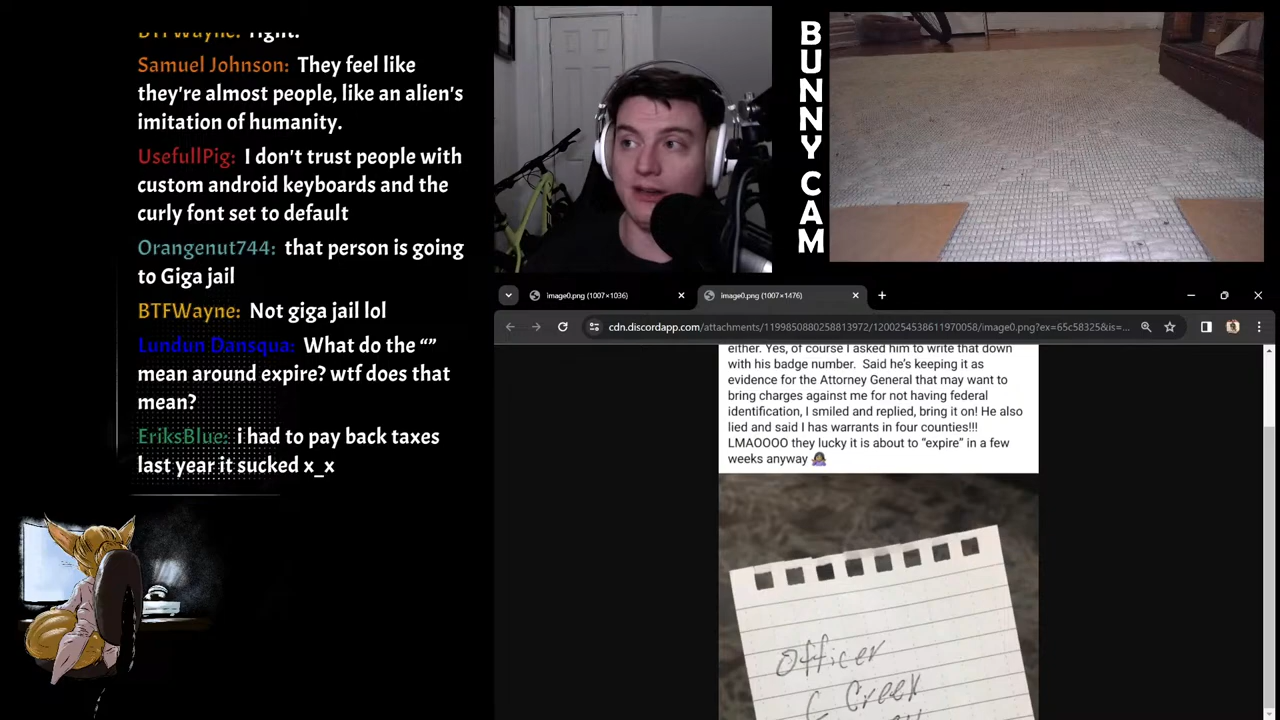 BTFWayne: right.
Samuel Johnson: They feel like
they're almost people, like an alien's
imitation of humanity.
UsefullPig: I don't trust people with
custom android keyboards and the
curly font set to default
Orangenut744: that person is going
to Giga jail
BTFWayne: Not giga jail lol
Lundun Dansqua: What do the “”
mean around expire? wtf does that
mean?
EriksBlue: i had to pay back taxes
last year it sucked x_x
BUNNY CAM
image0.png (1007×1036)
image0.png (1007×1476)
cdn.discordapp.com/attachments/1199850880258813972/1200254538611970058/image0.png?ex=65c58325&is=...
either. Yes, of course I asked him to write that down
with his badge number. Said he's keeping it as
evidence for the Attorney General that may want to
bring charges against me for not having federal
identification, I smiled and replied, bring it on! He also
lied and said I has warrants in four counties!!!
LMAOOOO they lucky it is about to “expire” in a few
weeks anyway
Officer
C Creek